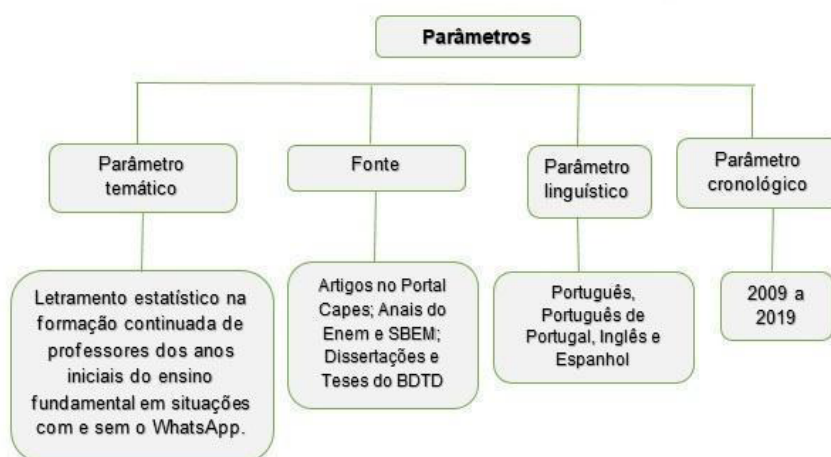 Parâmetros
Parâmetro
temático
Fonte
Parâmetro
linguístico
Parâmetro
cronológico
Letramento estatístico na
formação continuada de
professores dos anos
iniciais do ensino
fundamental em situações
com e sem o WhatsApp.
Artigos no Portal
Capes; Anais do
Enem e SBEM;
Dissertações e
Teses do BDTD
Português,
Português de
Portugal, Inglês e
Espanhol
2009 a
2019